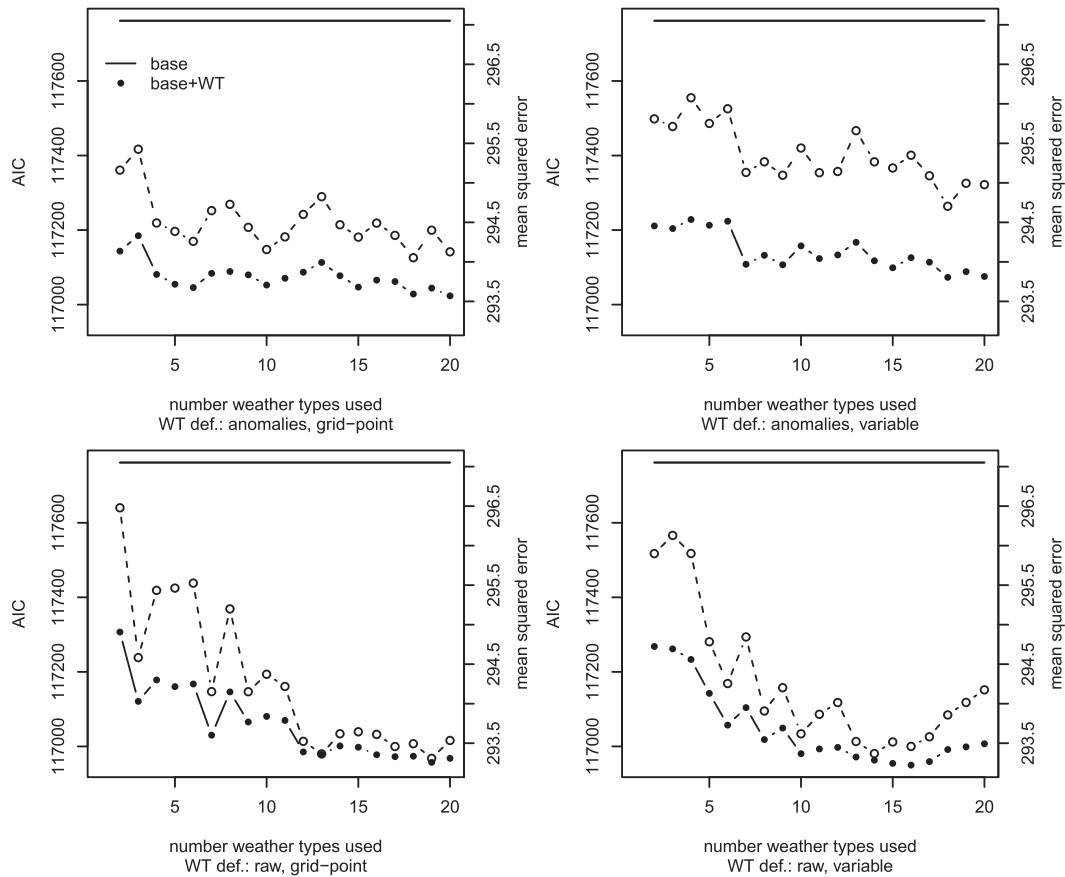 base
base+WT
AIC
117000 117200 117400 117600
293.5 294.5 295.5 296.5
mean squared error
5 10 15 20
number weather types used
WT def.: anomalies, grid−point
AIC
117000 117200 117400 117600
293.5 294.5 295.5 296.5
mean squared error
5 10 15 20
number weather types used
WT def.: anomalies, variable
AIC
117000 117200 117400 117600
293.5 294.5 295.5 296.5
mean squared error
5 10 15 20
number weather types used
WT def.: raw, grid−point
AIC
117000 117200 117400 117600
293.5 294.5 295.5 296.5
mean squared error
5 10 15 20
number weather types used
WT def.: raw, variable